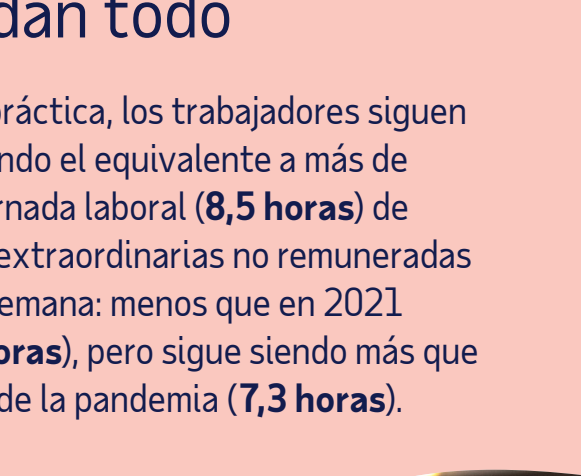 dan todo
práctica, los trabajadores siguen
ndo el equivalente a más de
rnada laboral (8,5 horas) de
extraordinarias no remuneradas
emana: menos que en 2021
oras), pero sigue siendo más que
de la pandemia (7,3 horas).